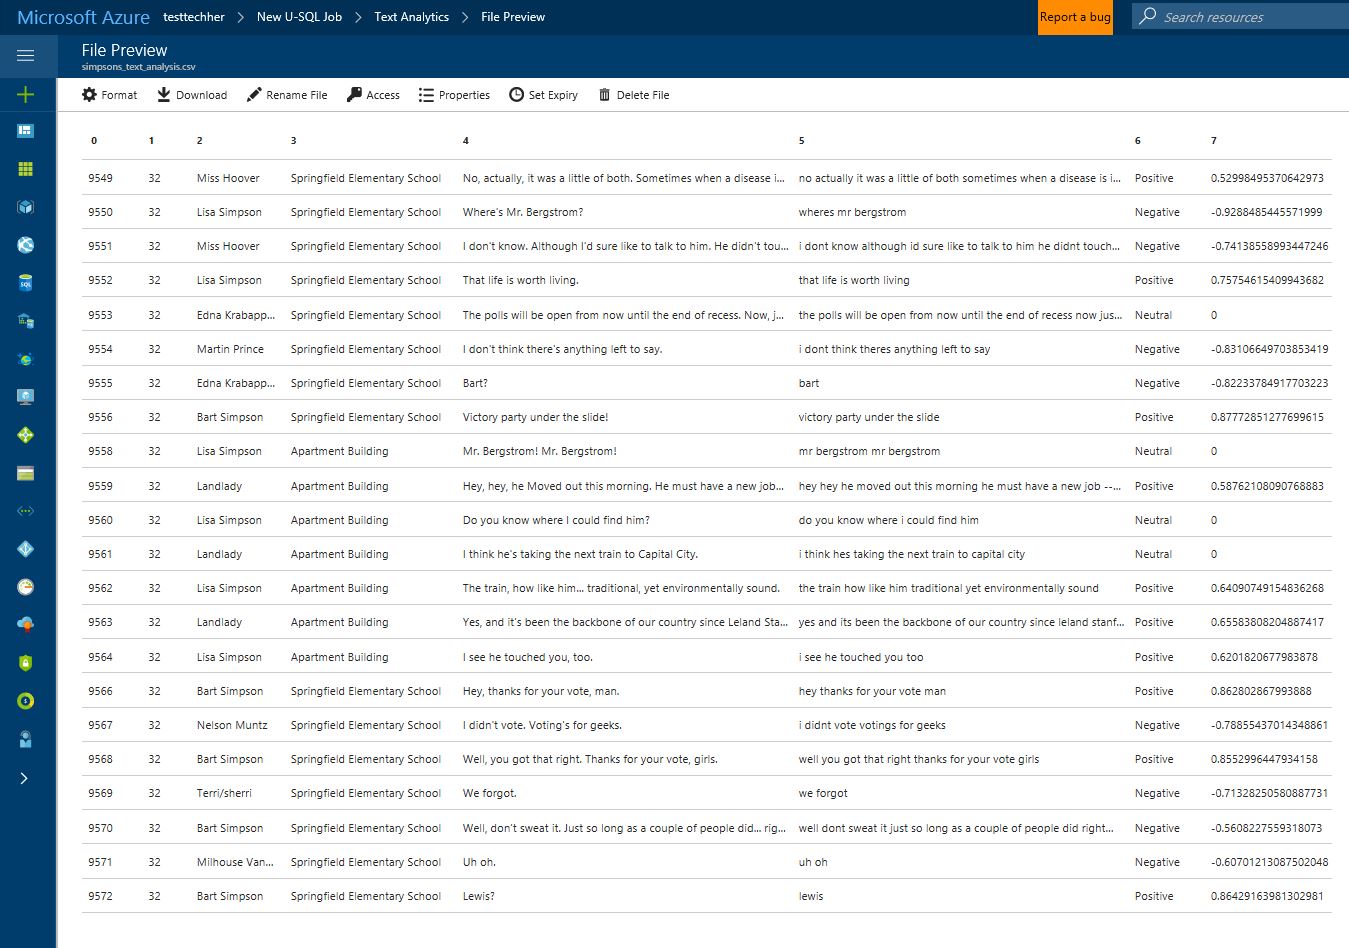 Microsoft Azure testtechher > New U-SQL Job > Text Analytics > File Preview Report a bug Search resources
File Preview
simpsons_text_analysis.csv
Format Download Rename File Access Properties Set Expiry Delete File
0 1 2 3 4 5 6 7
9549 32 Miss Hoover Springfield Elementary School No, actually, it was a little of both. Sometimes when a disease i... no actually it was a little of both sometimes when a disease is i... Positive 0.52998495370642973
9550 32 Lisa Simpson Springfield Elementary School Where's Mr. Bergstrom? wheres mr bergstrom Negative -0.9288485445571999
9551 32 Miss Hoover Springfield Elementary School I don't know. Although I'd sure like to talk to him. He didn't tou... i dont know although id sure like to talk to him he didnt touch... Negative -0.74138558993447246
9552 32 Lisa Simpson Springfield Elementary School That life is worth living. that life is worth living Positive 0.75754615409943682
9553 32 Edna Krabapp... Springfield Elementary School The polls will be open from now until the end of recess. Now, j... the polls will be open from now until the end of recess now jus... Neutral 0
9554 32 Martin Prince Springfield Elementary School I don't think there's anything left to say. i dont think theres anything left to say Negative -0.83106649703853419
9555 32 Edna Krabapp... Springfield Elementary School Bart? bart Negative -0.82233784917703223
9556 32 Bart Simpson Springfield Elementary School Victory party under the slide! victory party under the slide Positive 0.87772851277699615
9558 32 Lisa Simpson Apartment Building Mr. Bergstrom! Mr. Bergstrom! mr bergstrom mr bergstrom Neutral 0
9559 32 Landlady Apartment Building Hey, hey, he Moved out this morning. He must have a new job... hey hey he moved out this morning he must have a new job --... Positive 0.58762108090768883
9560 32 Lisa Simpson Apartment Building Do you know where I could find him? do you know where i could find him Neutral 0
9561 32 Landlady Apartment Building I think he's taking the next train to Capital City. i think hes taking the next train to capital city Neutral 0
9562 32 Lisa Simpson Apartment Building The train, how like him... traditional, yet environmentally sound. the train how like him traditional yet environmentally sound Positive 0.64090749154836268
9563 32 Landlady Apartment Building Yes, and it's been the backbone of our country since Leland Sta... yes and its been the backbone of our country since leland stanf... Positive 0.65583808204887417
9564 32 Lisa Simpson Apartment Building I see he touched you, too. i see he touched you too Positive 0.6201820677983878
9566 32 Bart Simpson Springfield Elementary School Hey, thanks for your vote, man. hey thanks for your vote man Positive 0.862802867993888
9567 32 Nelson Muntz Springfield Elementary School I didn't vote. Voting's for geeks. i didnt vote votings for geeks Negative -0.78855437014348861
9568 32 Bart Simpson Springfield Elementary School Well, you got that right. Thanks for your vote, girls. well you got that right thanks for your vote girls Positive 0.8552996447934158
9569 32 Terri/sherri Springfield Elementary School We forgot. we forgot Negative -0.71328250580887731
9570 32 Bart Simpson Springfield Elementary School Well, don't sweat it. Just so long as a couple of people did... rig... well dont sweat it just so long as a couple of people did right... Negative -0.5608227559318073
9571 32 Milhouse Van... Springfield Elementary School Uh oh. uh oh Negative -0.60701213087502048
9572 32 Bart Simpson Springfield Elementary School Lewis? lewis Positive 0.86429163981302981